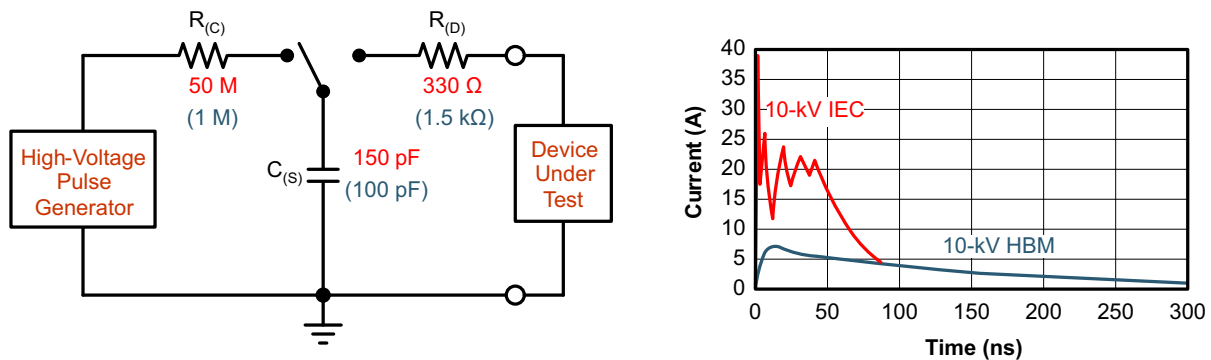 R(C)
50 M
(1 M)
R(D)
330 Ω
(1.5 kΩ)
High-Voltage
Pulse
Generator
C(S)
150 pF
(100 pF)
Device
Under
Test
Current (A)
40
35
30
25
20
15
10
5
0
10-kV IEC
10-kV HBM
0 50 100 150 200 250 300
Time (ns)